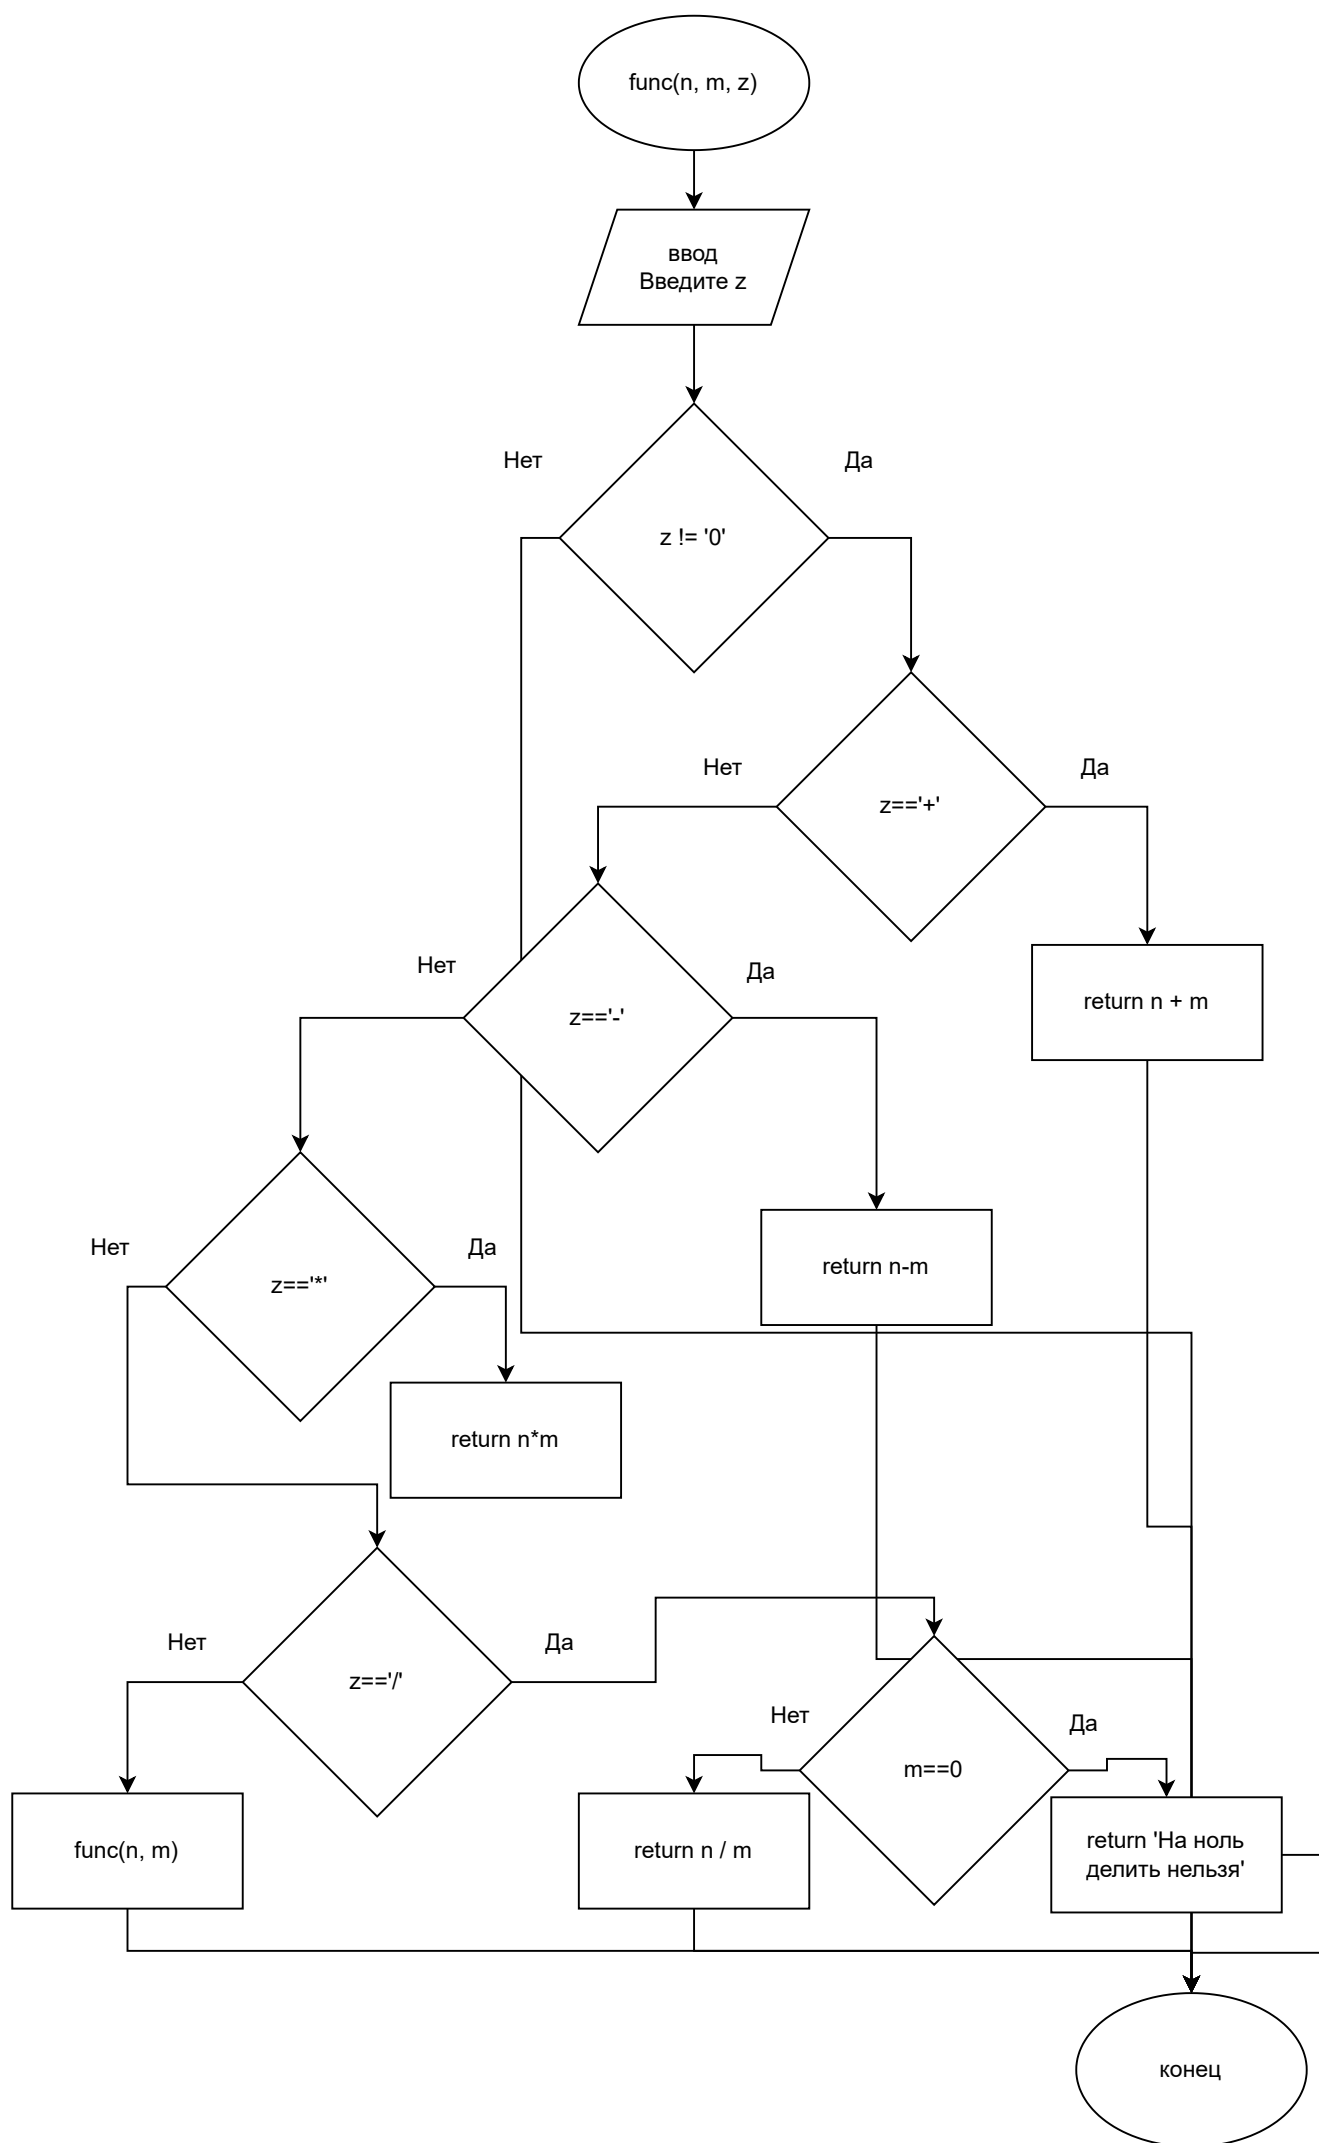 func(n, m, z)
ввод
Введите z
Нет
Да
z != '0'
Нет
Да
z=='+'
Нет
Да
z=='-'
return n + m
Нет
Да
z=='*'
return n-m
return n*m
Нет
Да
z=='/'
Нет
Да
m==0
func(n, m)
return n / m
return 'На ноль
делить нельзя'
конец